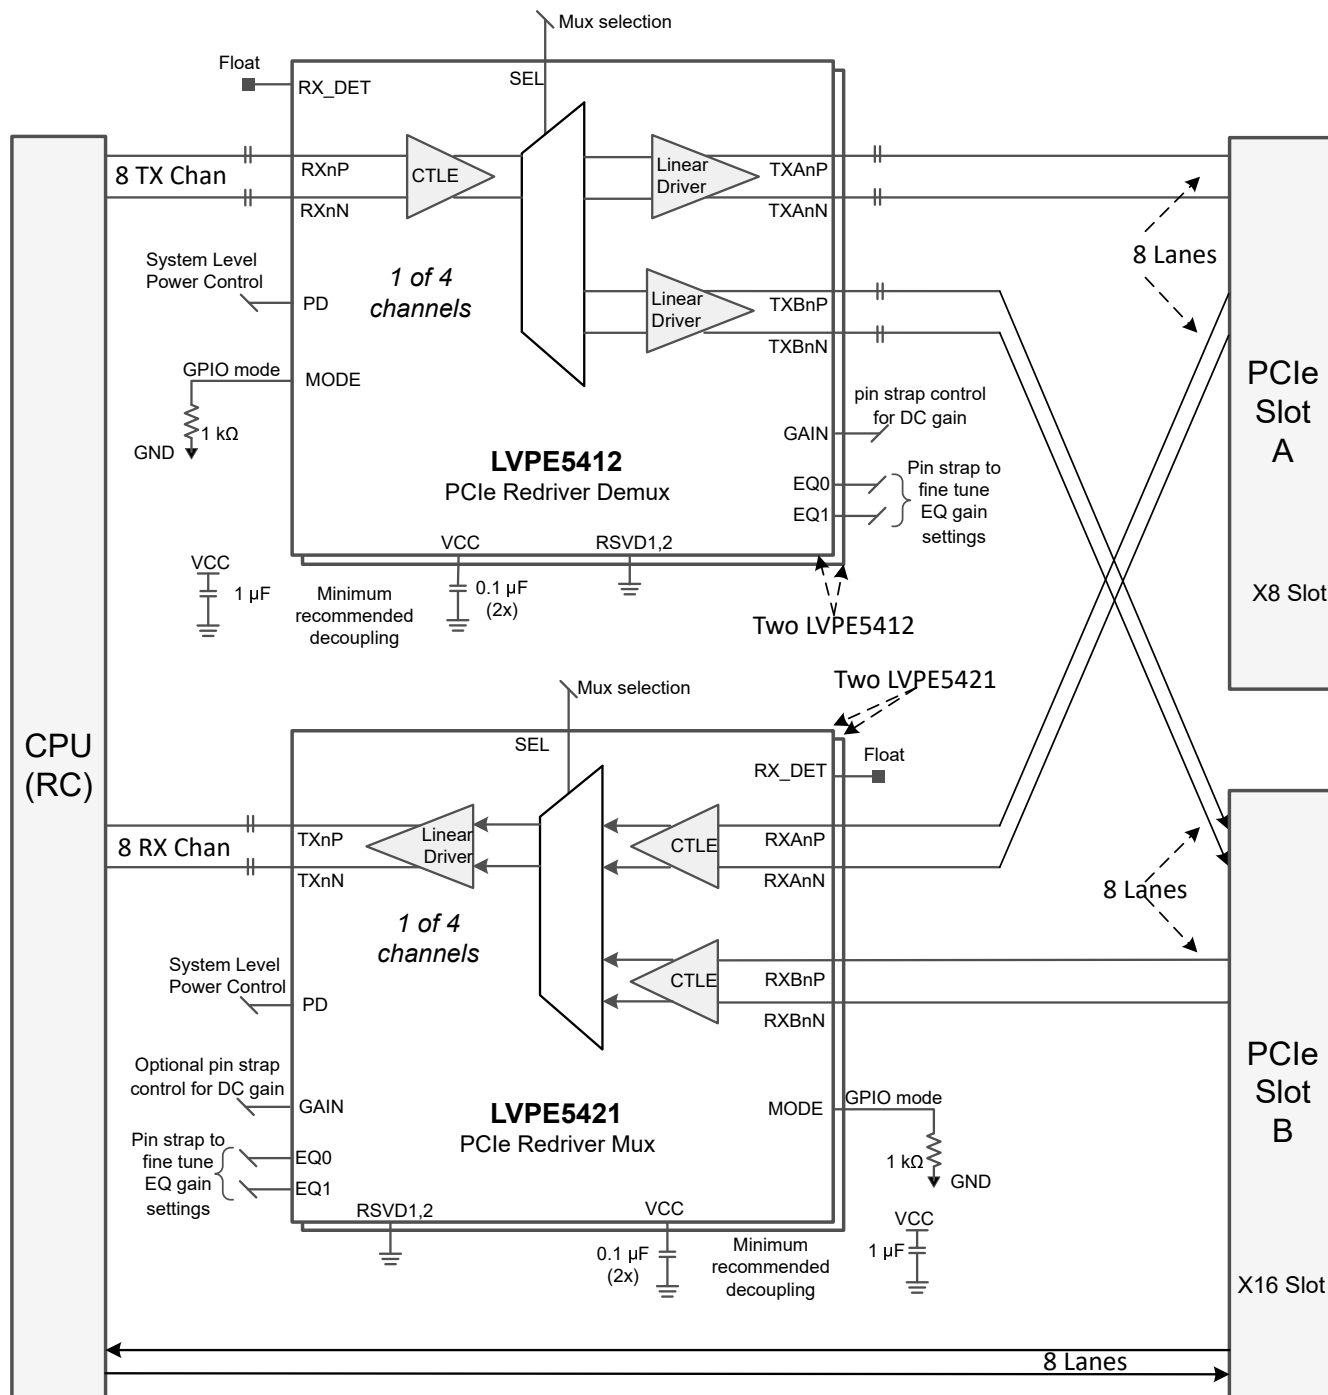 Mux selection
Float
RX_DET
SEL
RXnP
8 TX Chan
RXnN
CTLE
Linear
Driver
TXAnP
TXAnN
8 Lanes
System Level
Power Control
PD
1 of 4
channels
Linear
Driver
TXBnP
TXBnN
GPIO mode
MODE
1 kΩ
GND
pin strap control
for DC gain
GAIN
LVPE5412
PCIe Redriver Demux
EQ0
EQ1
Pin strap to
fine tune
EQ gain
settings
PCIe
Slot
A
X8 Slot
VCC
RSVD1,2
VCC
1 µF
Minimum
recommended
decoupling
0.1 µF
(2x)
Two LVPE5412
Two LVPE5421
Mux selection
SEL
RX_DET
Float
CPU
(RC)
TXnP
8 RX Chan
TXnN
Linear
Driver
CTLE
RXAnP
RXAnN
8 Lanes
1 of 4
channels
System Level
Power Control
PD
CTLE
RXBnP
RXBnN
Optional pin strap
control for DC gain
GAIN
LVPE5421
PCIe Redriver Mux
MODE
GPIO mode
1 kΩ
GND
Pin strap to
fine tune
EQ gain
settings
EQ0
EQ1
PCIe
Slot
B
X16 Slot
RSVD1,2
VCC
0.1 µF
(2x)
Minimum
recommended
decoupling
VCC
1 µF
8 Lanes